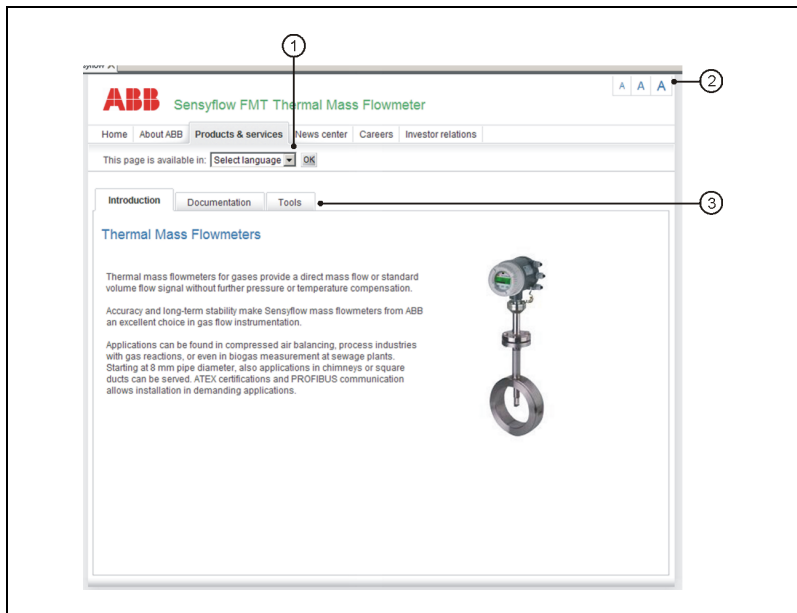 1
ABB Sensyflow FMT Thermal Mass Flowmeter
A A A
2
Home About ABB Products & services News center Careers Investor relations
This page is available in: Select language OK
Introduction Documentation Tools
3
Thermal Mass Flowmeters
Thermal mass flowmeters for gases provide a direct mass flow or standard
volume flow signal without further pressure or temperature compensation.
Accuracy and long-term stability make Sensyflow mass flowmeters from ABB
an excellent choice in gas flow instrumentation.
Applications can be found in compressed air balancing, process industries
with gas reactions, or even in biogas measurement at sewage plants.
Starting at 8 mm pipe diameter, also applications in chimneys or square
ducts can be served. ATEX certifications and PROFIBUS communication
allows installation in demanding applications.